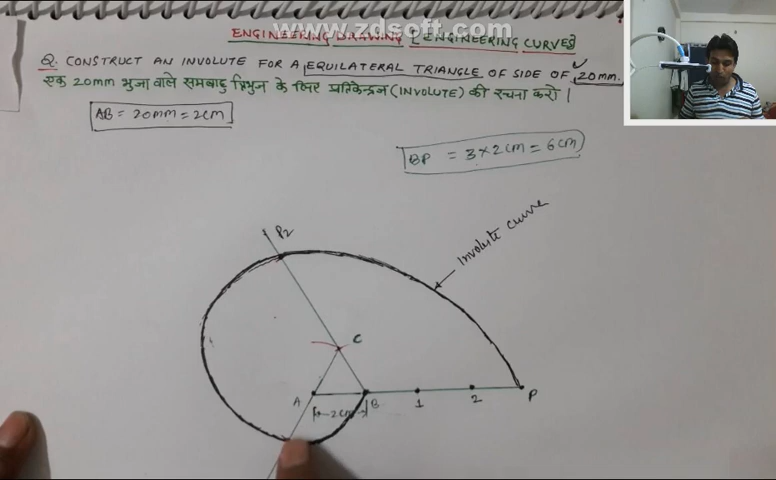 www.zdsoft.com
ENGINEERING DRAWING [ENGINEERING CURVES]
Q. CONSTRUCT AN INVOLUTE FOR A EQUILATERAL TRIANGLE OF SIDE OF 20mm.
एक 20mm भुजा वाले समबाहु त्रिभुज के लिए प्रतिकेन्द्रज (INVOLUTE) की रचना करो |
AB = 20mm = 2cm
BP = 3×2cm = 6cm
P2
Involute curve
C
A 2cm B 1 2 P